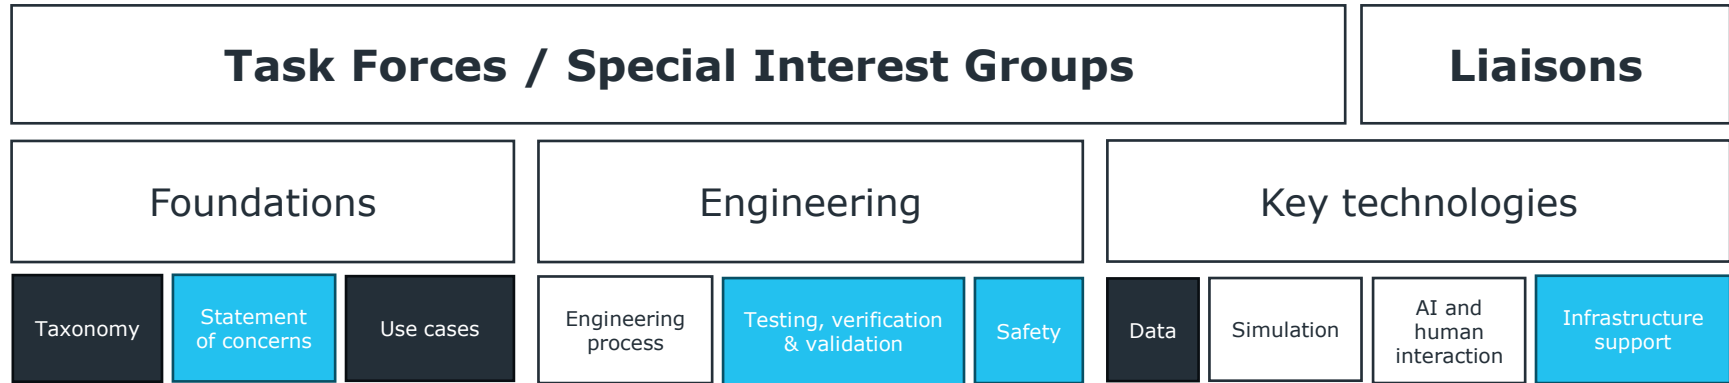 Task Forces / Special Interest Groups
Liaisons
Foundations
Engineering
Key technologies
Taxonomy
Statement
of concerns
Use cases
Engineering
process
Testing, verification
& validation
Safety
Data
Simulation
AI and
human
interaction
Infrastructure
support